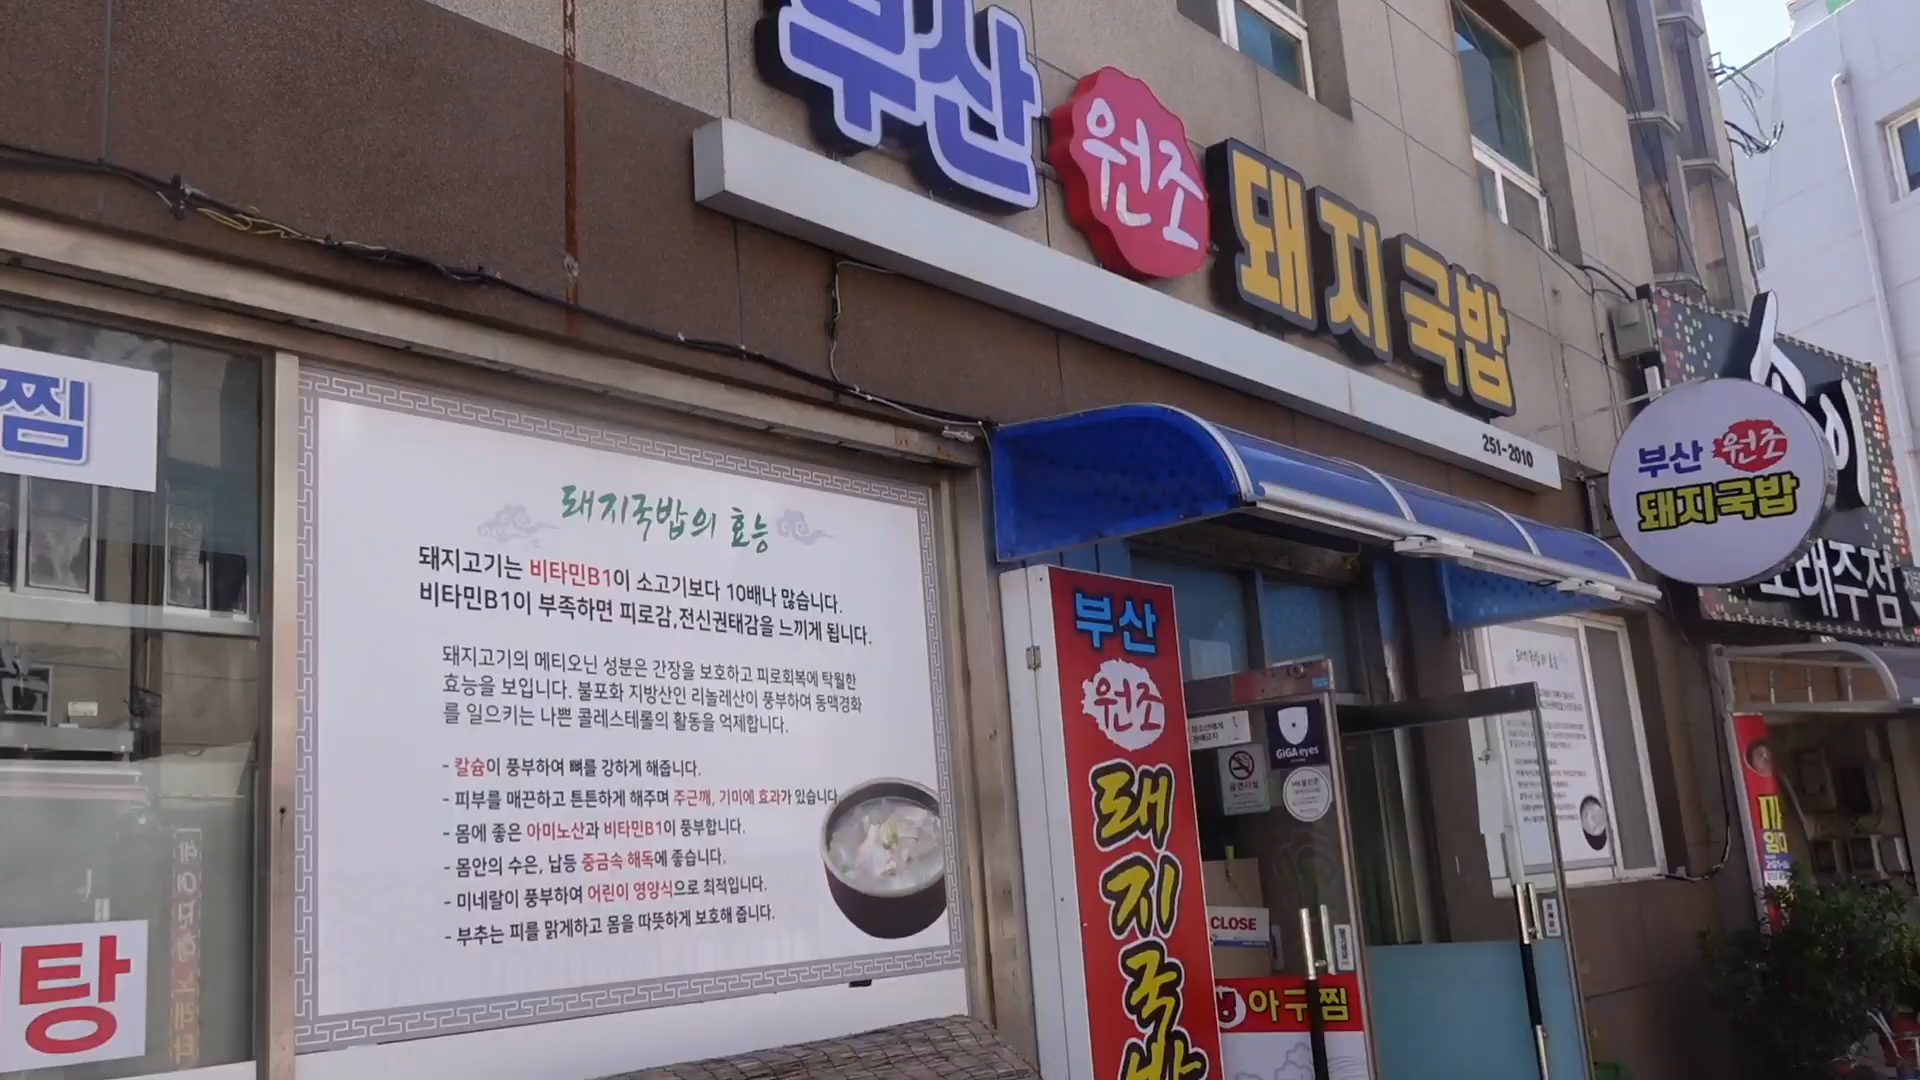 부산 원조 돼지국밥
251-2010
찜
탕
돼지국밥의 효능
돼지고기는 비타민B1이 소고기보다 10배나 많습니다.
비타민B1이 부족하면 피로감,전신권태감을 느끼게 됩니다.
돼지고기의 메티오닌 성분은 간장을 보호하고 피로회복에 탁월한
효능을 보입니다. 불포화 지방산인 리놀레산이 풍부하여 동맥경화
를 일으키는 나쁜 콜레스테롤의 활동을 억제합니다.
- 칼슘이 풍부하여 뼈를 강하게 해줍니다.
- 피부를 매끈하고 튼튼하게 해주며 주근깨, 기미에 효과가 있습니다.
- 몸에 좋은 아미노산과 비타민B1이 풍부합니다.
- 몸안의 수은, 납등 중금속 해독에 좋습니다.
- 미네랄이 풍부하여 어린이 영양식으로 최적입니다.
- 부추는 피를 맑게하고 몸을 따뜻하게 보호해 줍니다.
부산
원조
돼지국밥
GiGA eyes
금연시설
CLOSE
아구찜
돼지국밥의 효능
부산 원조
돼지국밥
노래주점